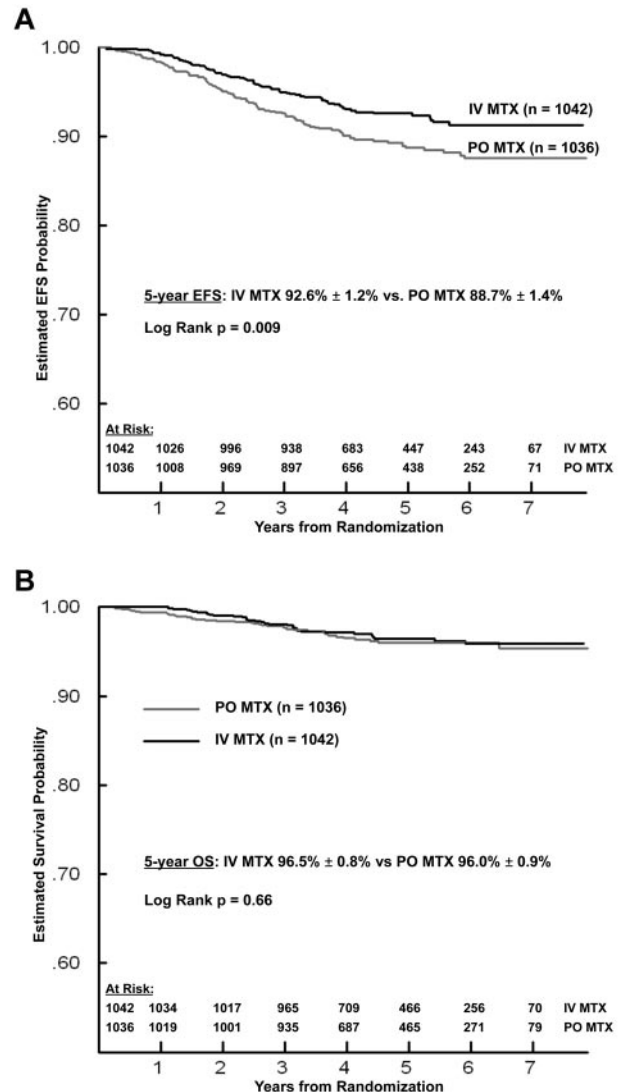 A
1.00
IV MTX (n = 1042)
.90
PO MTX (n = 1036)
.80
Estimated EFS Probability
5-year EFS: IV MTX 92.6% ± 1.2% vs. PO MTX 88.7% ± 1.4%
.70
Log Rank p = 0.009
.60
At Risk:
1042 1026 996 938 683 447 243 67 IV MTX
1036 1008 969 897 656 438 252 71 PO MTX
1 2 3 4 5 6 7
Years from Randomization
B
1.00
.90
PO MTX (n = 1036)
IV MTX (n = 1042)
.80
Estimated Survival Probability
5-year OS: IV MTX 96.5% ± 0.8% vs PO MTX 96.0% ± 0.9%
.70
Log Rank p = 0.66
.60
At Risk:
1042 1034 1017 965 709 466 256 70 IV MTX
1036 1019 1001 935 687 465 271 79 PO MTX
1 2 3 4 5 6 7
Years from Randomization